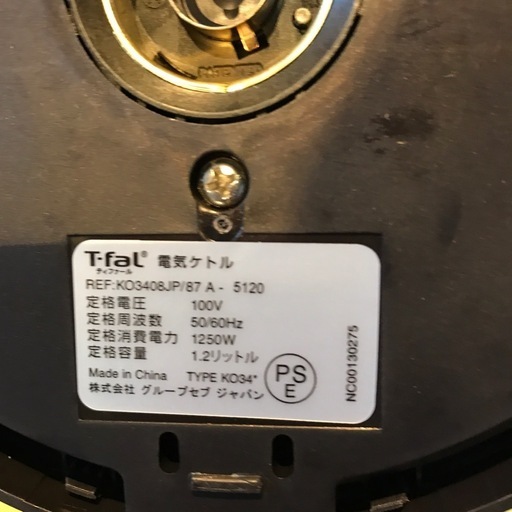 T-fal® 電気ケトル
ティファール
REF:KO3408JP/87 A - 5120
定格電圧 100V
定格周波数 50/60Hz
定格消費電力 1250W
定格容量 1.2リットル
Made in China TYPE KO34*
株式会社 グループセブ ジャパン
PS
E
NC00130275